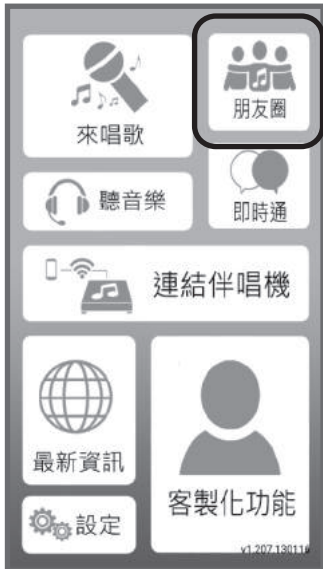 來唱歌
朋友圈
聽音樂
即時通
連結伴唱機
最新資訊
客製化功能
設定
v1.207.130116